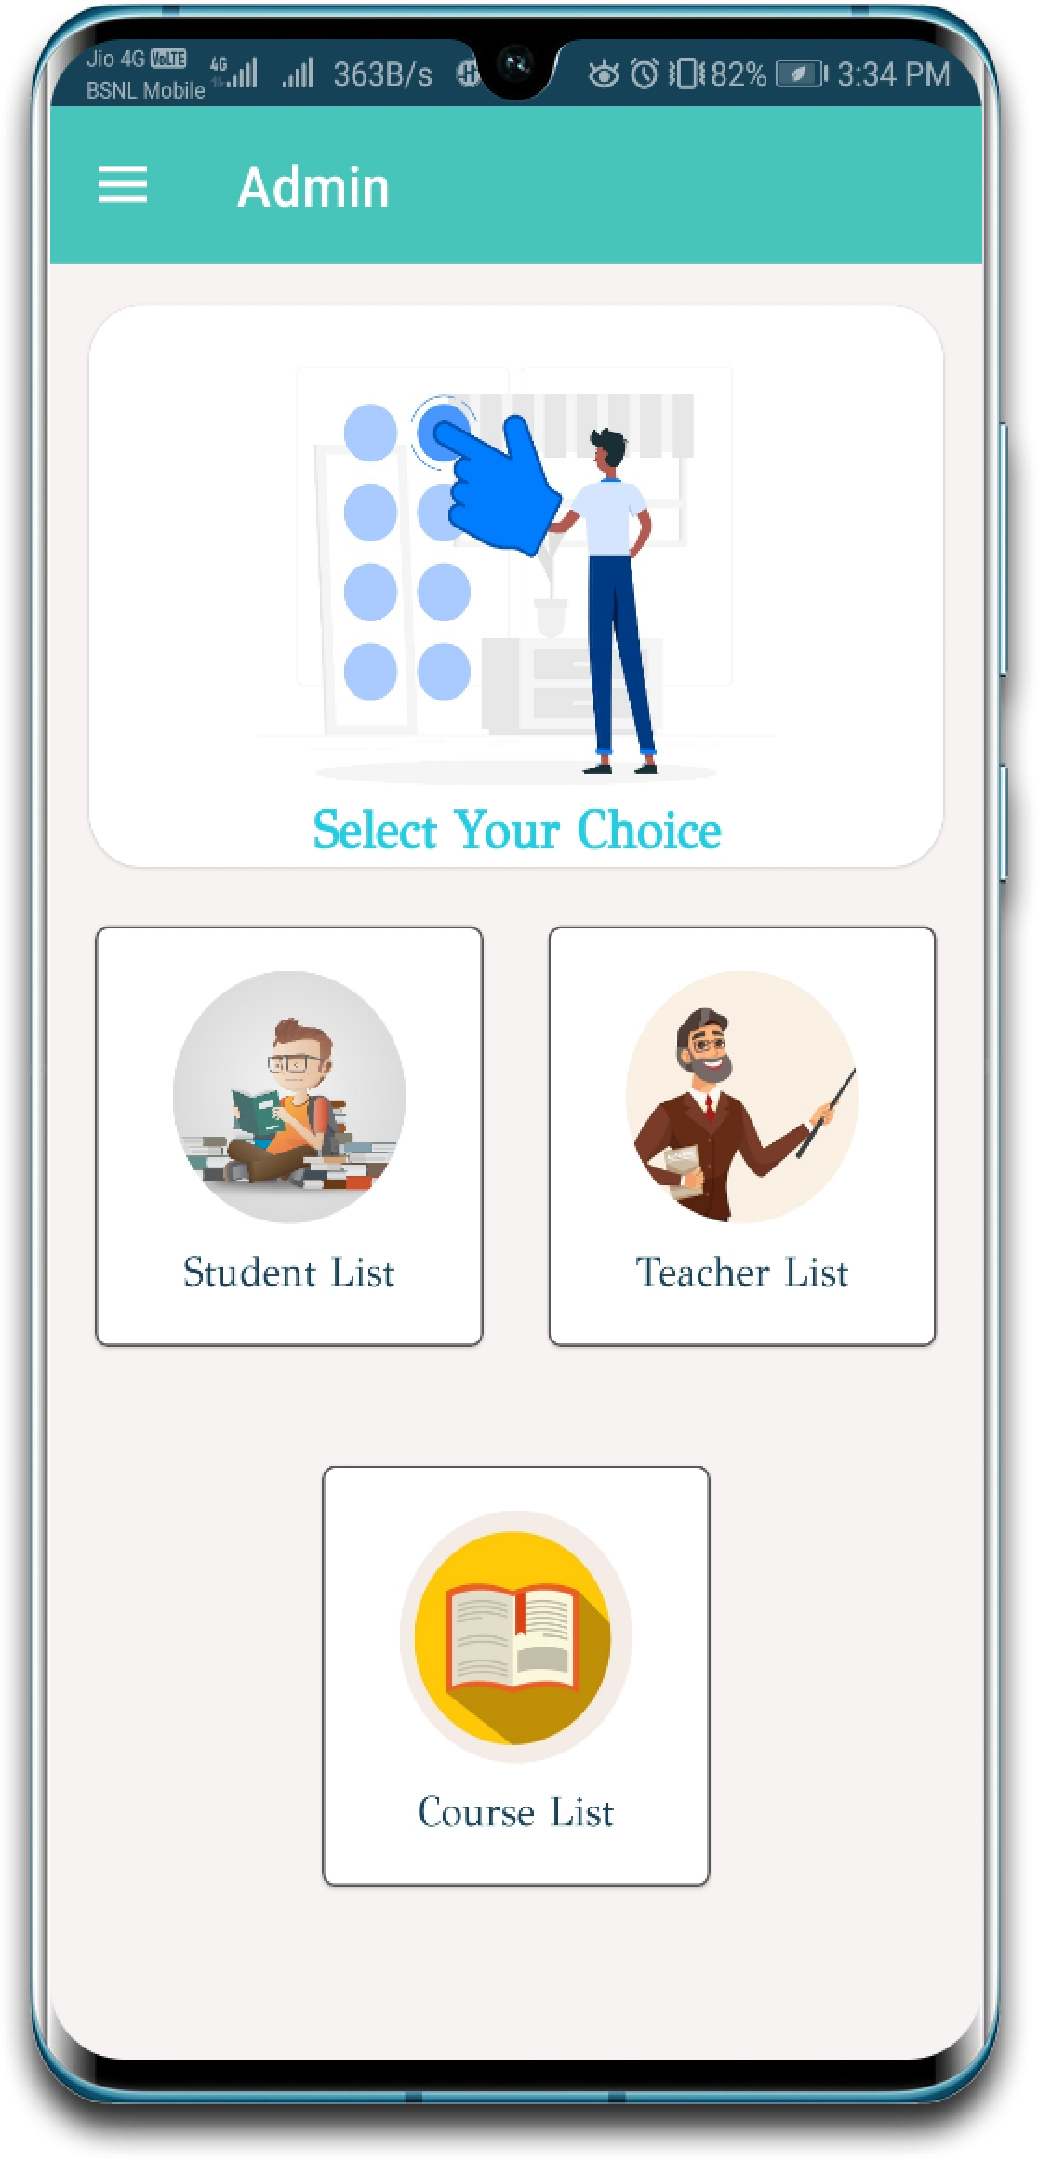 Jio 4G VoLTE 4G 363B/s H 82% 3:34 PM
BSNL Mobile
Admin
Select Your Choice
Student List
Teacher List
Course List